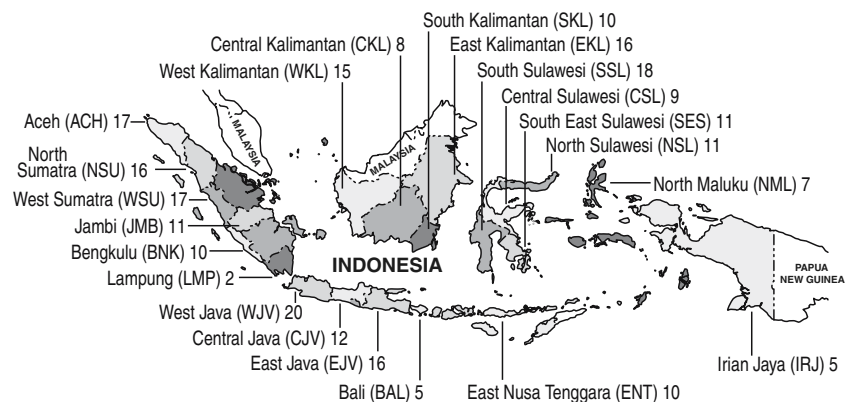 South Kalimantan (SKL) 10
Central Kalimantan (CKL) 8
East Kalimantan (EKL) 16
West Kalimantan (WKL) 15
South Sulawesi (SSL) 18
Central Sulawesi (CSL) 9
South East Sulawesi (SES) 11
North Sulawesi (NSL) 11
Aceh (ACH) 17
MALAYSIA
MALAYSIA
North
Sumatra (NSU) 16
North Maluku (NML) 7
West Sumatra (WSU) 17
Jambi (JMB) 11
Bengkulu (BNK) 10
Lampung (LMP) 2
INDONESIA
PAPUA
NEW GUINEA
West Java (WJV) 20
Central Java (CJV) 12
East Java (EJV) 16
Bali (BAL) 5
East Nusa Tenggara (ENT) 10
Irian Jaya (IRJ) 5